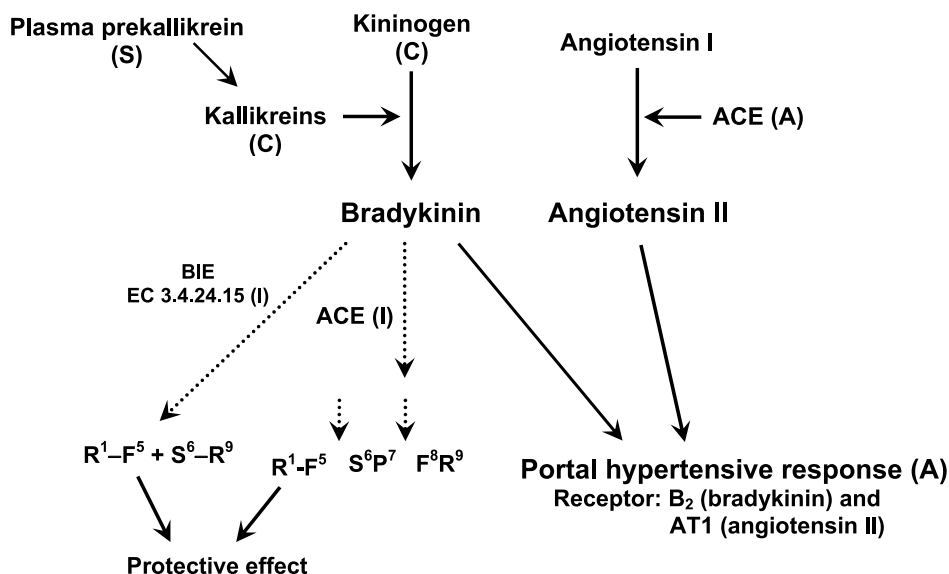 Plasma prekallikrein
(S)
Kininogen
(C)
Angiotensin I
Kallikreins
(C)
ACE (A)
Bradykinin
Angiotensin II
BIE
EC 3.4.24.15 (I)
ACE (I)
R¹–F⁵ + S⁶–R⁹
R¹-F⁵
S⁶P⁷
F⁸R⁹
Portal hypertensive response (A)
Receptor: B₂ (bradykinin) and
AT1 (angiotensin II)
Protective effect